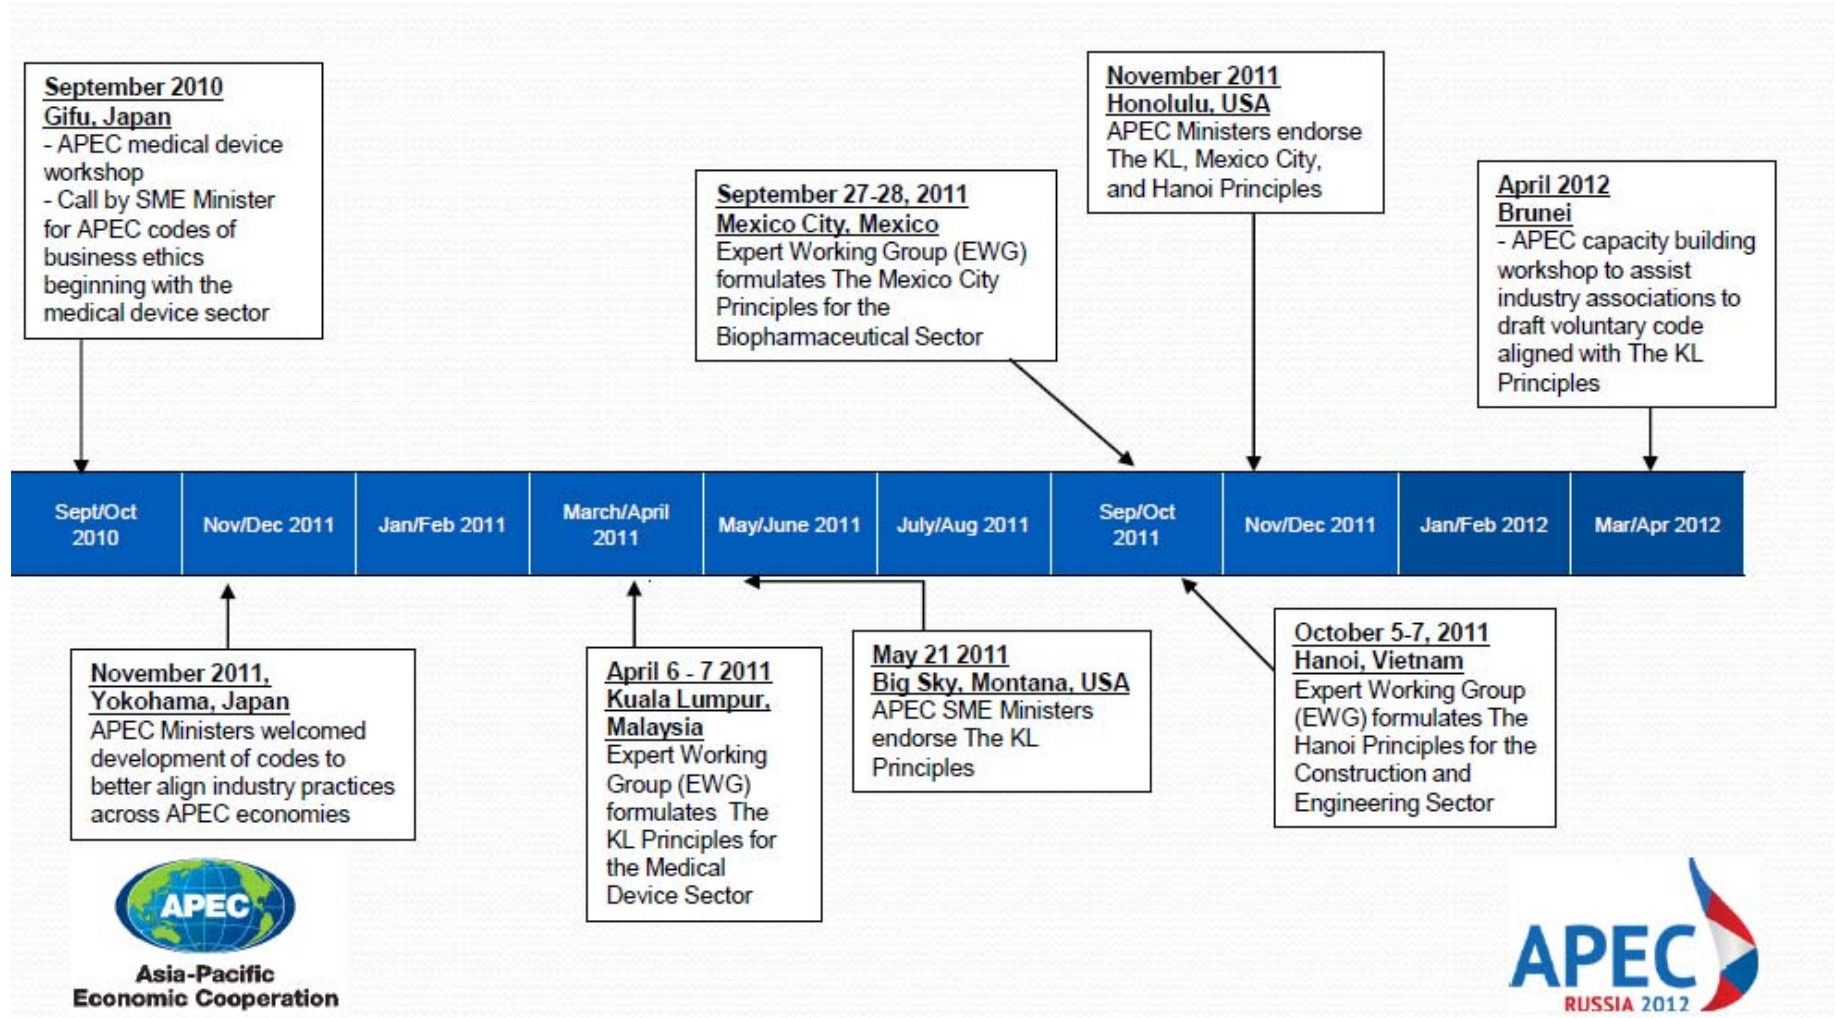 September 2010
Gifu, Japan
- APEC medical device
workshop
- Call by SME Minister
for APEC codes of
business ethics
beginning with the
medical device sector
September 27-28, 2011
Mexico City, Mexico
Expert Working Group (EWG)
formulates The Mexico City
Principles for the
Biopharmaceutical Sector
November 2011
Honolulu, USA
APEC Ministers endorse
The KL, Mexico City,
and Hanoi Principles
April 2012
Brunei
- APEC capacity building
workshop to assist
industry associations to
draft voluntary code
aligned with The KL
Principles
Sept/Oct
2010
Nov/Dec 2011
Jan/Feb 2011
March/April
2011
May/June 2011
July/Aug 2011
Sep/Oct
2011
Nov/Dec 2011
Jan/Feb 2012
Mar/Apr 2012
November 2011,
Yokohama, Japan
APEC Ministers welcomed
development of codes to
better align industry practices
across APEC economies
April 6 - 7 2011
Kuala Lumpur,
Malaysia
Expert Working
Group (EWG)
formulates The
KL Principles for
the Medical
Device Sector
May 21 2011
Big Sky, Montana, USA
APEC SME Ministers
endorse The KL
Principles
October 5-7, 2011
Hanoi, Vietnam
Expert Working Group
(EWG) formulates The
Hanoi Principles for the
Construction and
Engineering Sector
APEC
Asia-Pacific
Economic Cooperation
APEC
RUSSIA 2012